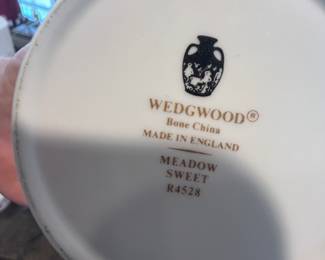 WEDGWOOD®
Bone China
MADE IN ENGLAND
MEADOW
SWEET
R4528